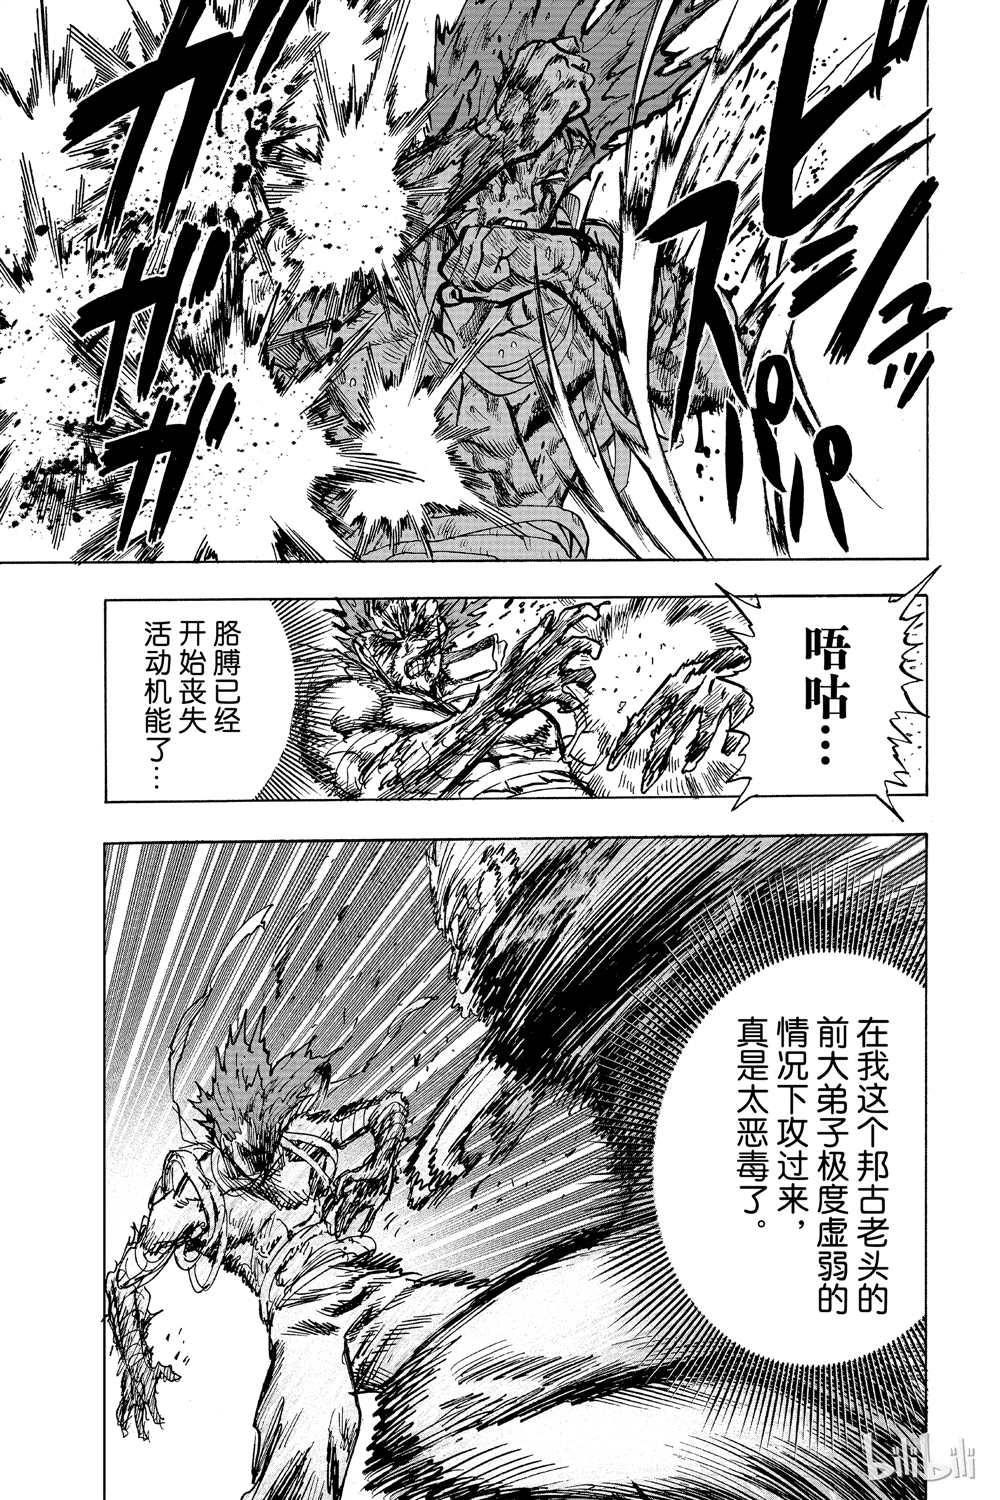 ピシュッ
スパパ
ガガガガ
唔咕…
胳膊已经
开始丧失
活动机能了…
在我这个邦古老头的
前大弟子极度虚弱的
情况下攻过来，
真是太恶毒了。
bilibili